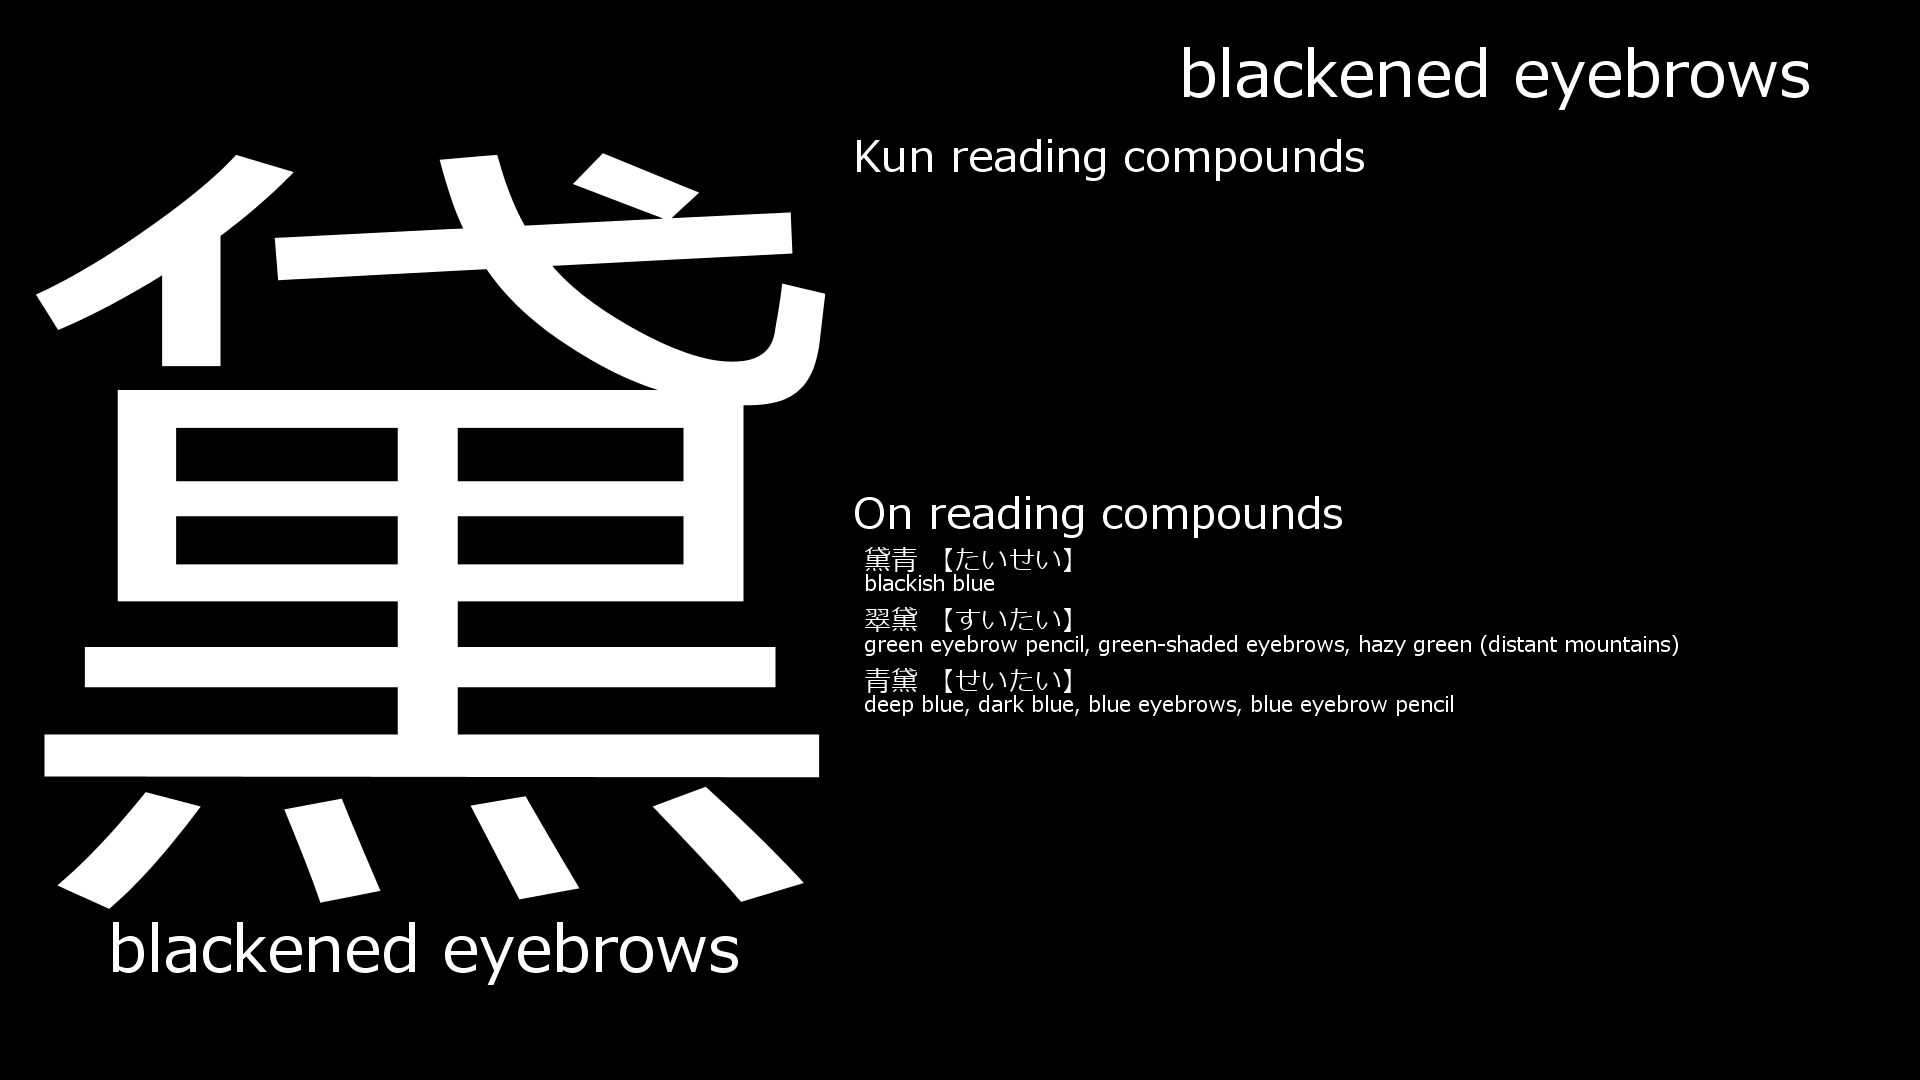 黛
blackened eyebrows
blackened eyebrows
Kun reading compounds
On reading compounds
黛青 【たいせい】
blackish blue
翠黛 【すいたい】
green eyebrow pencil, green-shaded eyebrows, hazy green (distant mountains)
青黛 【せいたい】
deep blue, dark blue, blue eyebrows, blue eyebrow pencil